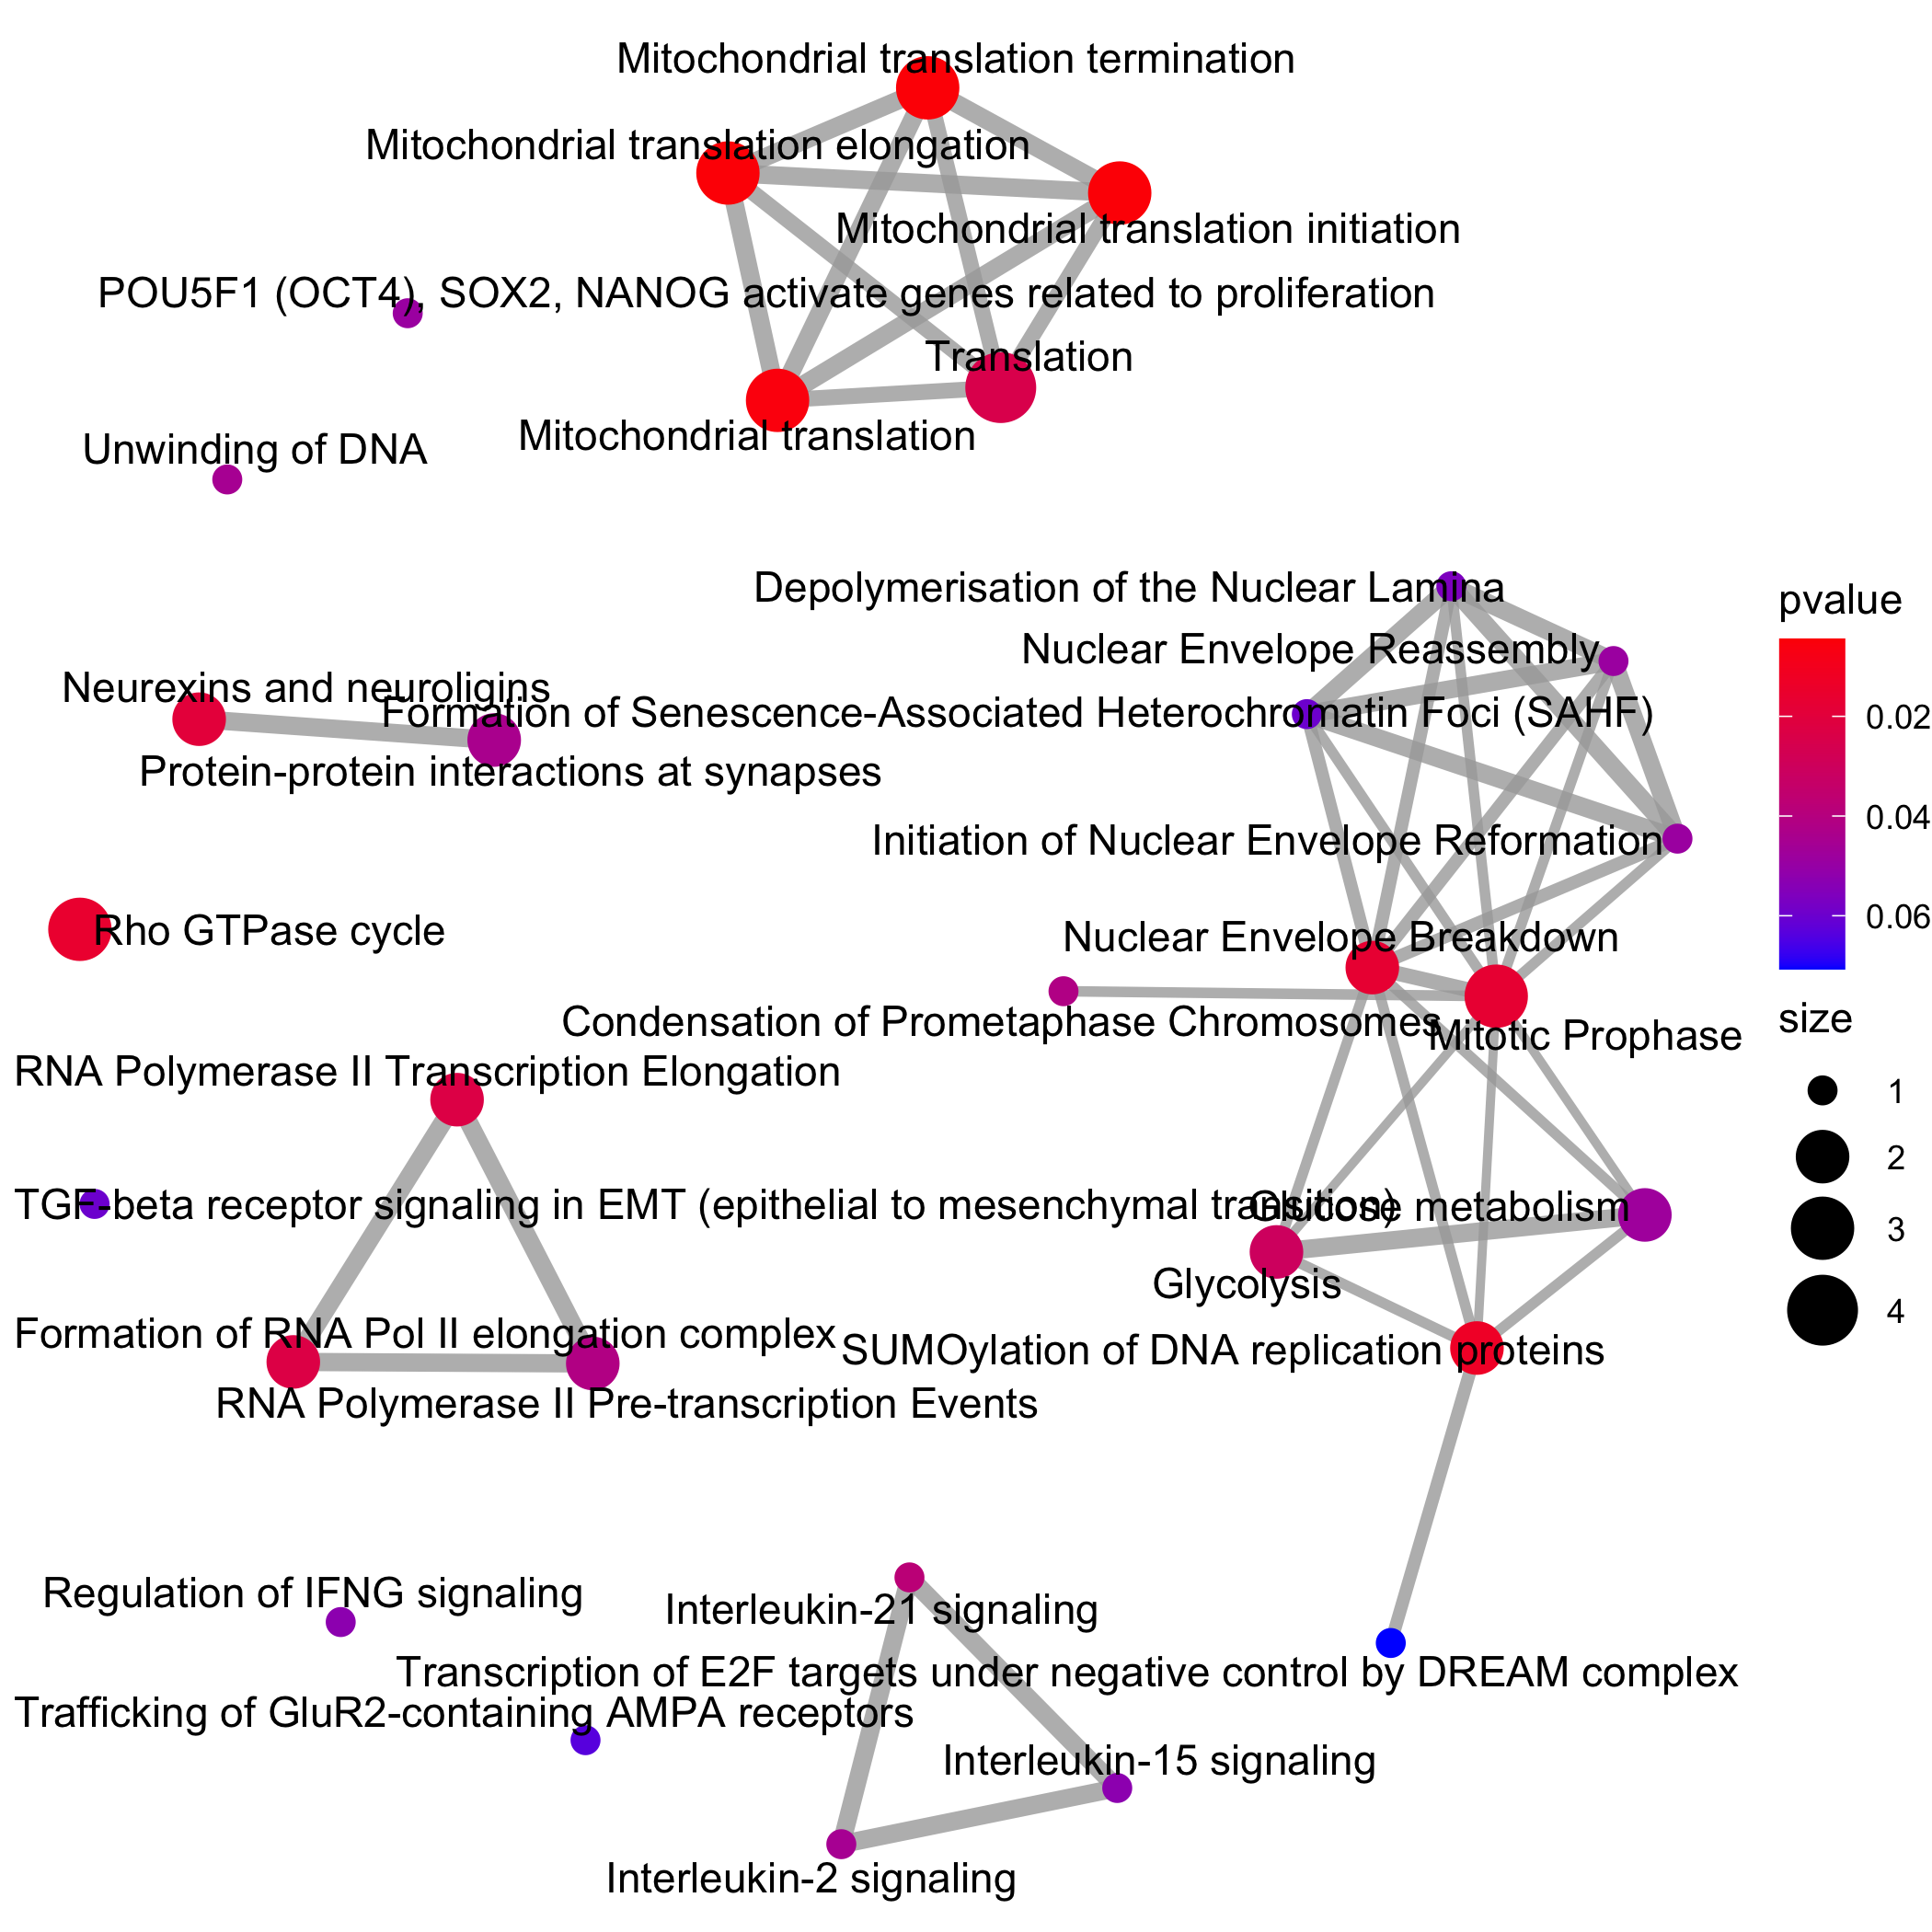 Mitochondrial translation termination
Mitochondrial translation elongation
Mitochondrial translation initiation
POU5F1 (OCT4), SOX2, NANOG activate genes related to proliferation
Translation
Mitochondrial translation
Unwinding of DNA
Depolymerisation of the Nuclear Lamina
Nuclear Envelope Reassembly
Neurexins and neuroligins
Formation of Senescence-Associated Heterochromatin Foci (SAHF)
Protein-protein interactions at synapses
Initiation of Nuclear Envelope Reformation
Rho GTPase cycle
Nuclear Envelope Breakdown
Condensation of Prometaphase Chromosomes
Mitotic Prophase
RNA Polymerase II Transcription Elongation
TGF-beta receptor signaling in EMT (epithelial to mesenchymal transition)
Glucose metabolism
Glycolysis
Formation of RNA Pol II elongation complex
SUMOylation of DNA replication proteins
RNA Polymerase II Pre-transcription Events
Regulation of IFNG signaling
Interleukin-21 signaling
Transcription of E2F targets under negative control by DREAM complex
Trafficking of GluR2-containing AMPA receptors
Interleukin-15 signaling
Interleukin-2 signaling
pvalue
0.02
0.04
0.06
size
1
2
3
4